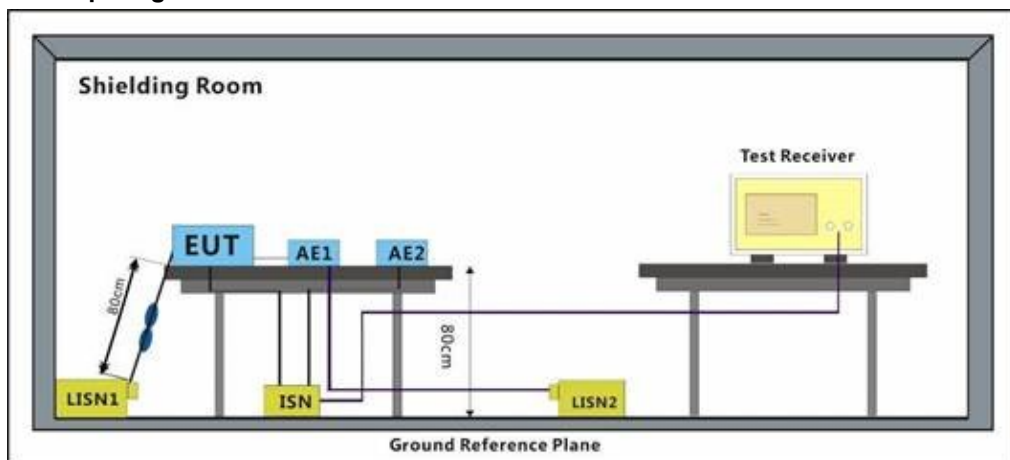 Shielding Room
Test Receiver
EUT
AE1
AE2
80cm
80cm
LISN1
ISN
LISN2
Ground Reference Plane